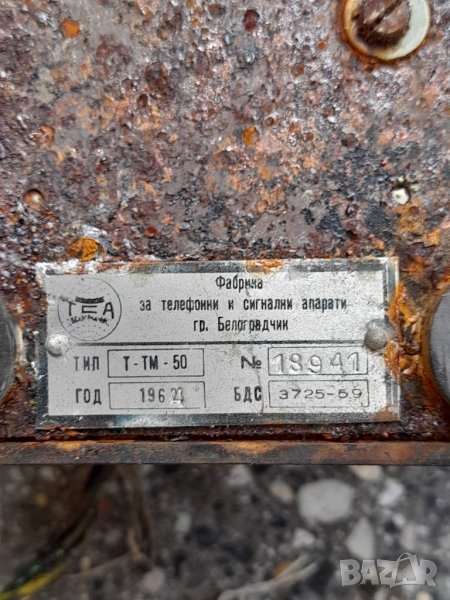 Фабрика
за телефонни и сигнални апарати
гр. Белоградчик
ТЕА
ТИП Т-ТМ-50 № 18941
ГОД БДС 3725-59
BAZAR